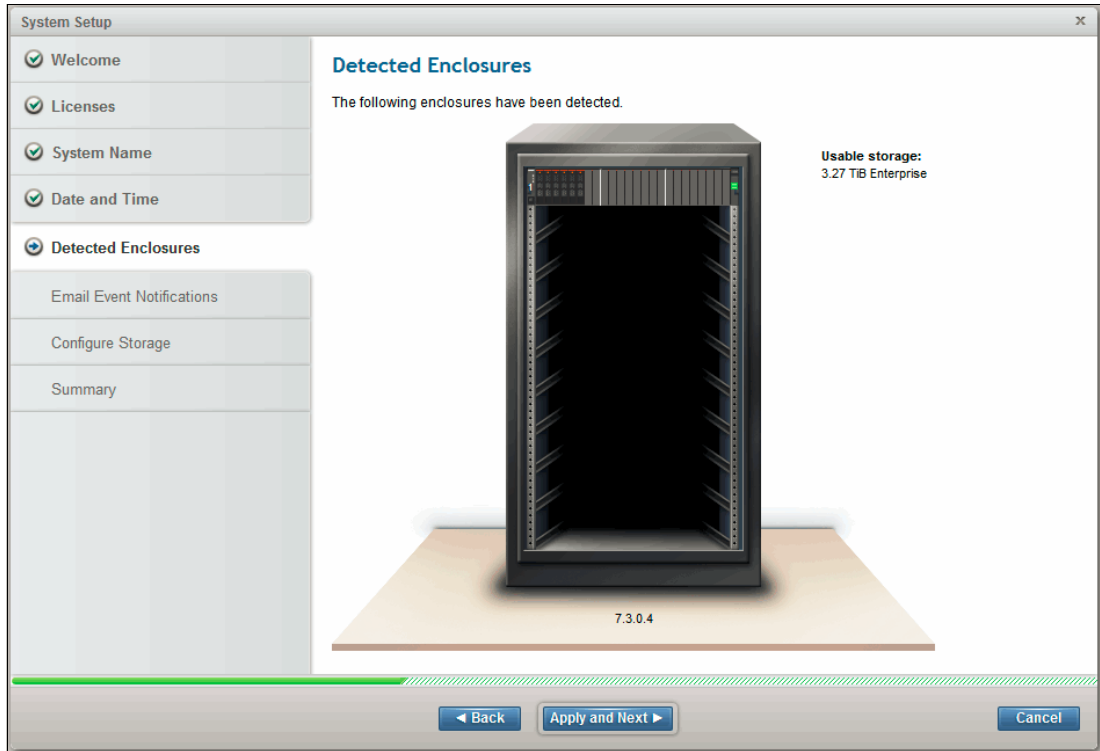 System Setup
x
Welcome
Licenses
System Name
Date and Time
Detected Enclosures
Email Event Notifications
Configure Storage
Summary
Detected Enclosures
The following enclosures have been detected.
Usable storage:
3.27 TiB Enterprise
1
7.3.0.4
Back
Apply and Next
Cancel